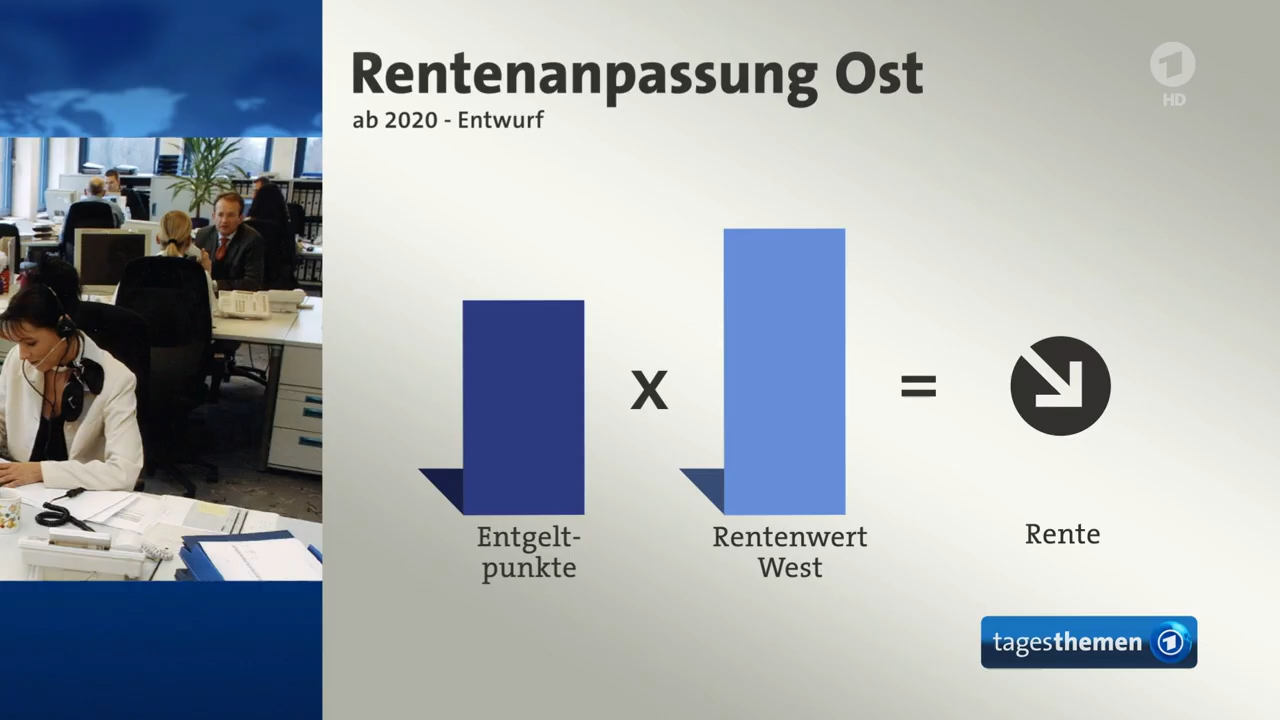 Rentenanpassung Ost
ab 2020 - Entwurf
1
HD
X
=
Entgelt-
punkte
Rentenwert
West
Rente
tagesthemen 1